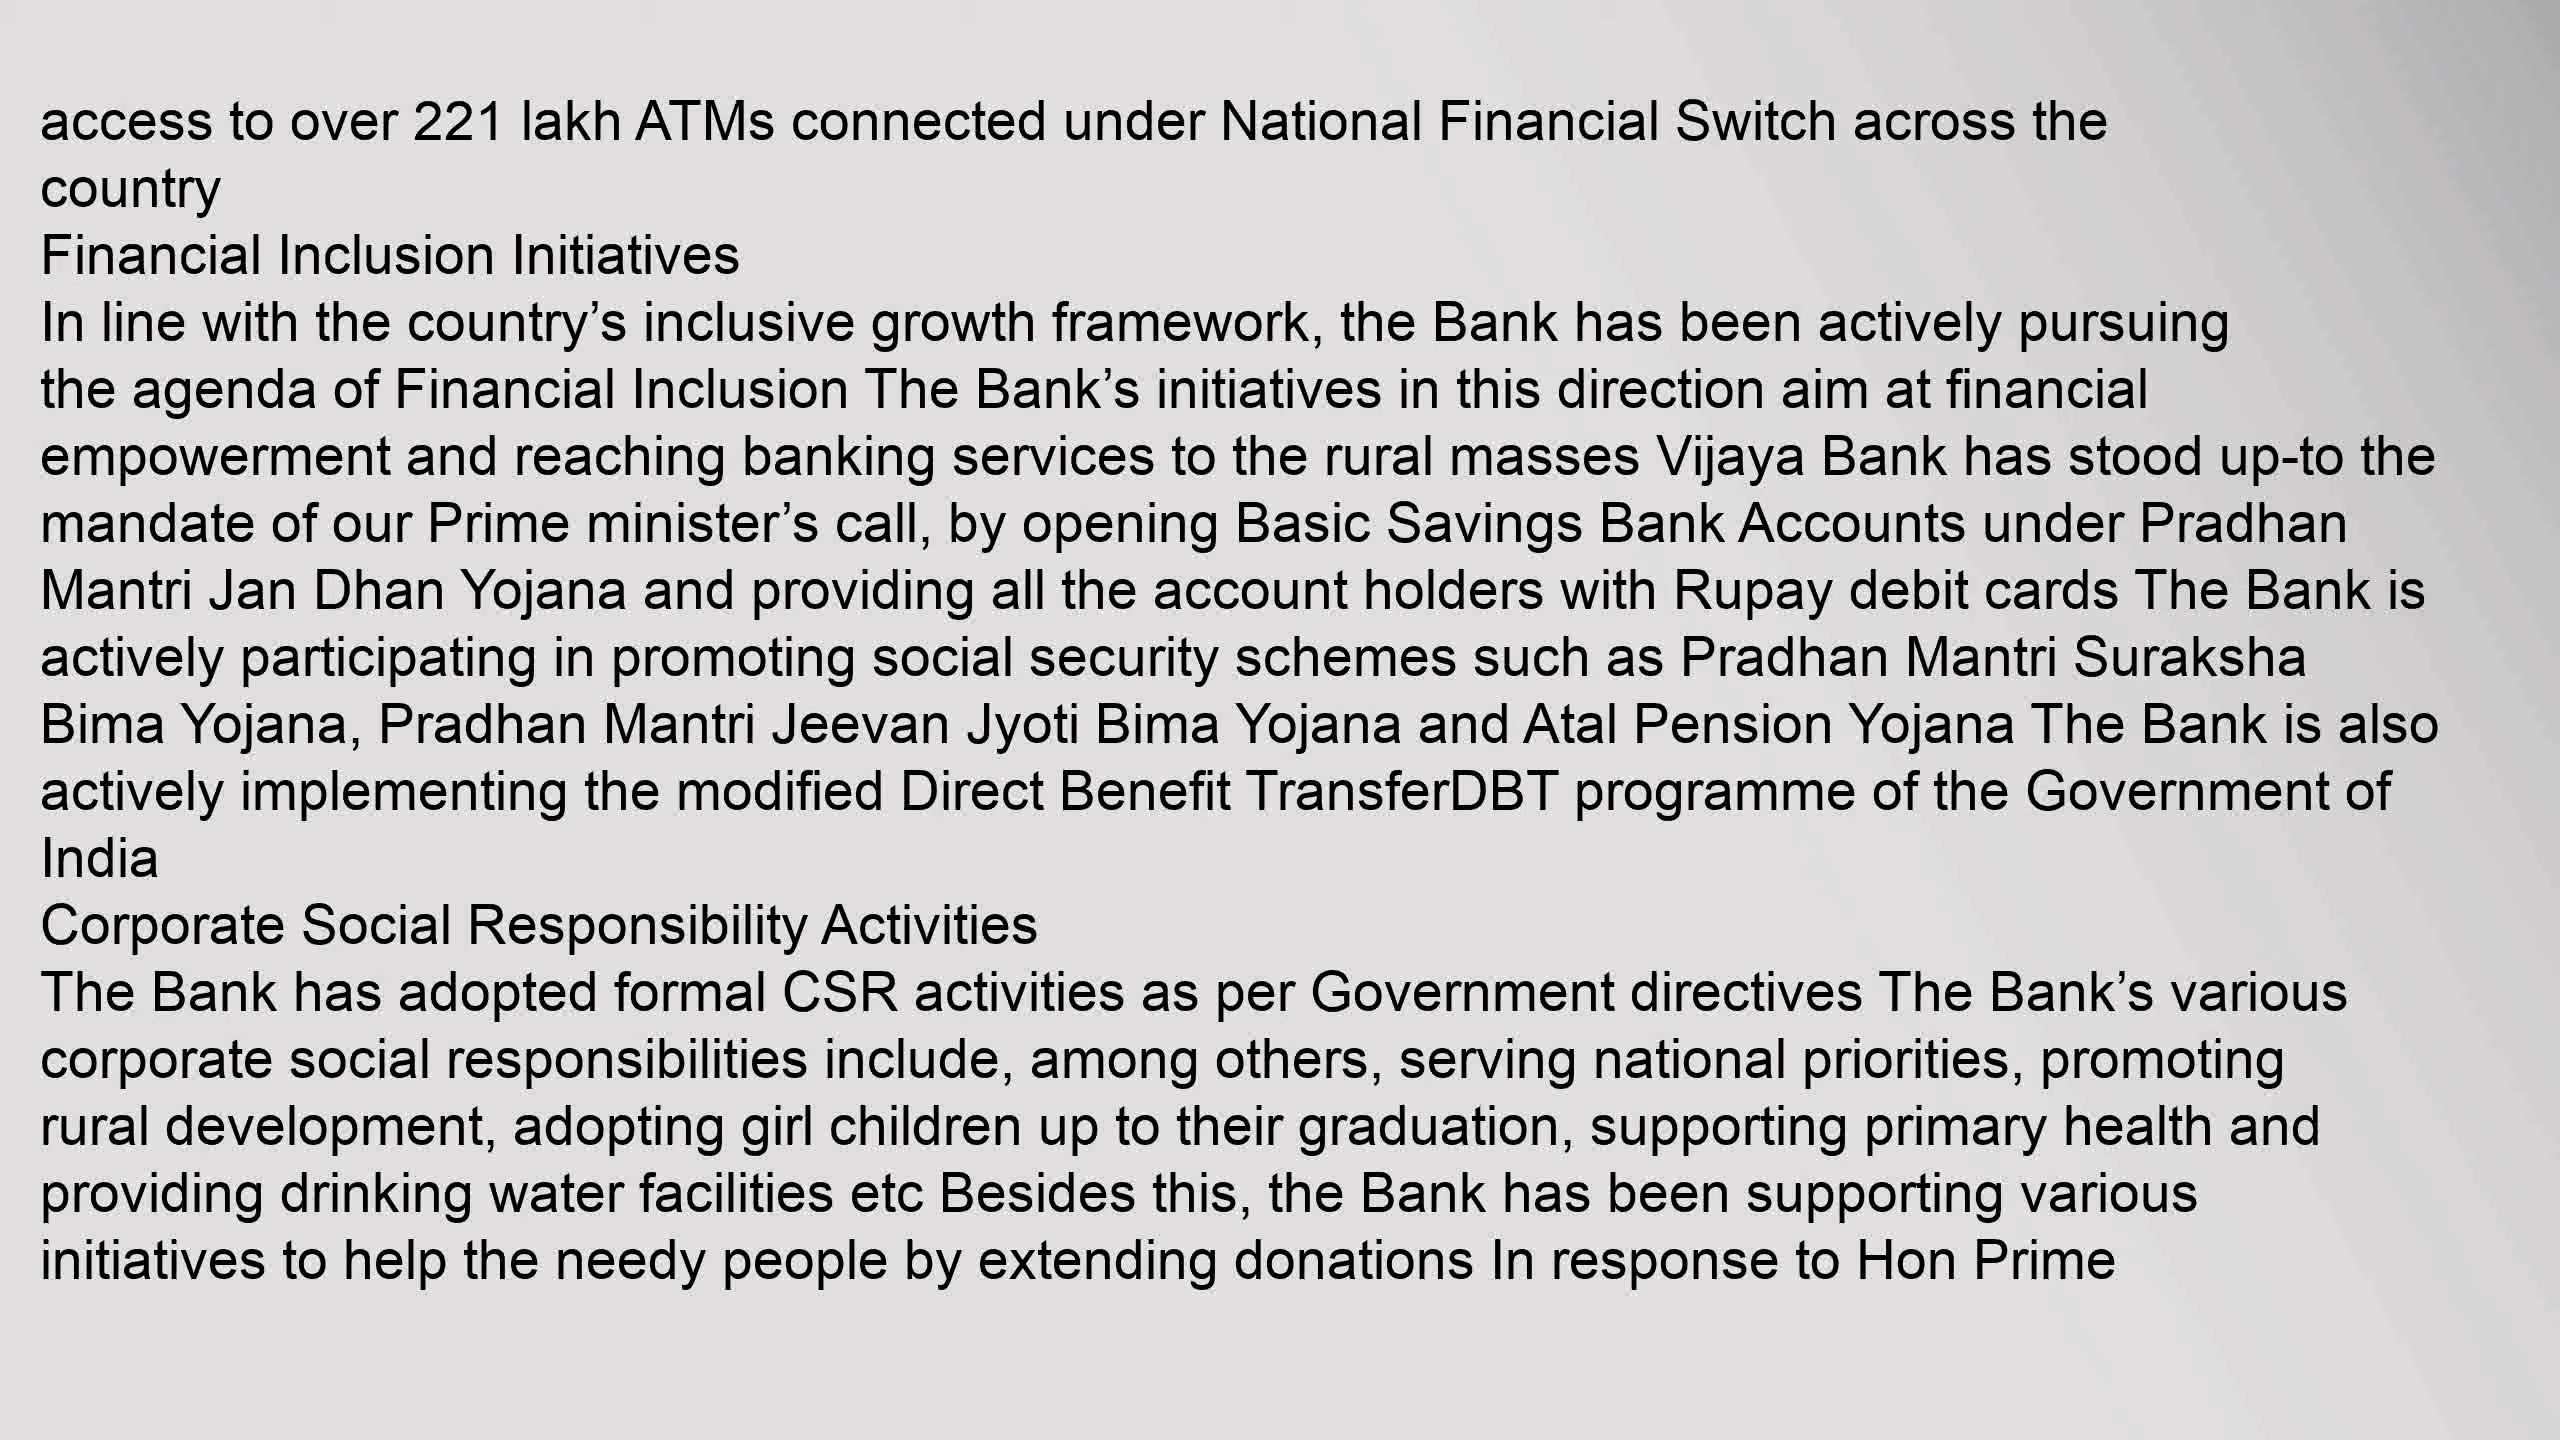 access to over 221 lakh ATMs connected under National Financial Switch across the
country
Financial Inclusion Initiatives
In line with the country’s inclusive growth framework, the Bank has been actively pursuing
the agenda of Financial Inclusion The Bank’s initiatives in this direction aim at financial
empowerment and reaching banking services to the rural masses Vijaya Bank has stood up-to the
mandate of our Prime minister’s call, by opening Basic Savings Bank Accounts under Pradhan
Mantri Jan Dhan Yojana and providing all the account holders with Rupay debit cards The Bank is
actively participating in promoting social security schemes such as Pradhan Mantri Suraksha
Bima Yojana, Pradhan Mantri Jeevan Jyoti Bima Yojana and Atal Pension Yojana The Bank is also
actively implementing the modified Direct Benefit TransferDBT programme of the Government of
India
Corporate Social Responsibility Activities
The Bank has adopted formal CSR activities as per Government directives The Bank’s various
corporate social responsibilities include, among others, serving national priorities, promoting
rural development, adopting girl children up to their graduation, supporting primary health and
providing drinking water facilities etc Besides this, the Bank has been supporting various
initiatives to help the needy people by extending donations In response to Hon Prime